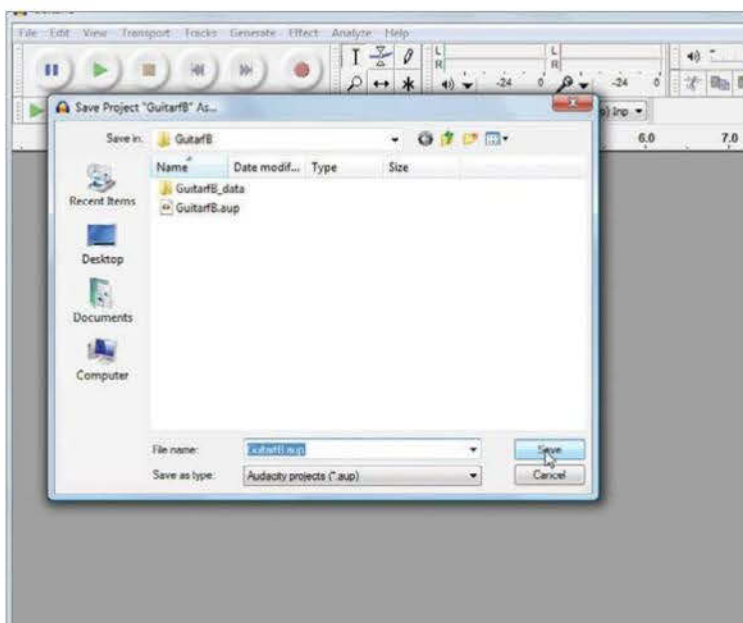 File Edit View Transport Tracks Generate Effect Analyze Help
L
R
-24 0
L
R
-24 0
Save Project "GuitarfB" As...
Inp
Save in: GutarfB
6.0 7.0
Name Date modif... Type Size
GuitarfB_data
GuitarfB.aup
Recent Items
Desktop
Documents
Computer
File name: GuitarfB.aup
Save
Save as type: Audacity projects (*.aup)
Cancel